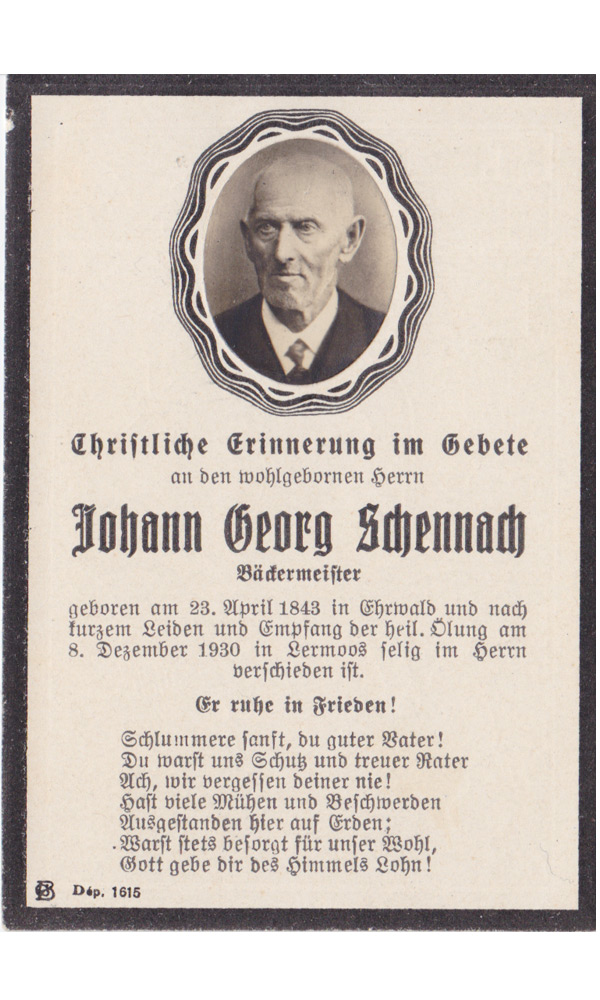 Christliche Erinnerung im Gebete
an den wohlgebornen Herrn
Johann Georg Schennach
Bäckermeister
geboren am 23. April 1843 in Ehrwald und nach
kurzem Leiden und Empfang der heil. Ölung am
8. Dezember 1930 in Lermoos selig im Herrn
verschieden ist.
Er ruhe in Frieden!
Schlummere sanft, du guter Vater!
Du warst uns Schutz und treuer Rater
Ach, wir vergessen deiner nie!
Hast viele Mühen und Beschwerden
Ausgestanden hier auf Erden;
Warst stets besorgt für unser Wohl,
Gott gebe dir des Himmels Lohn!
Dép. 1615